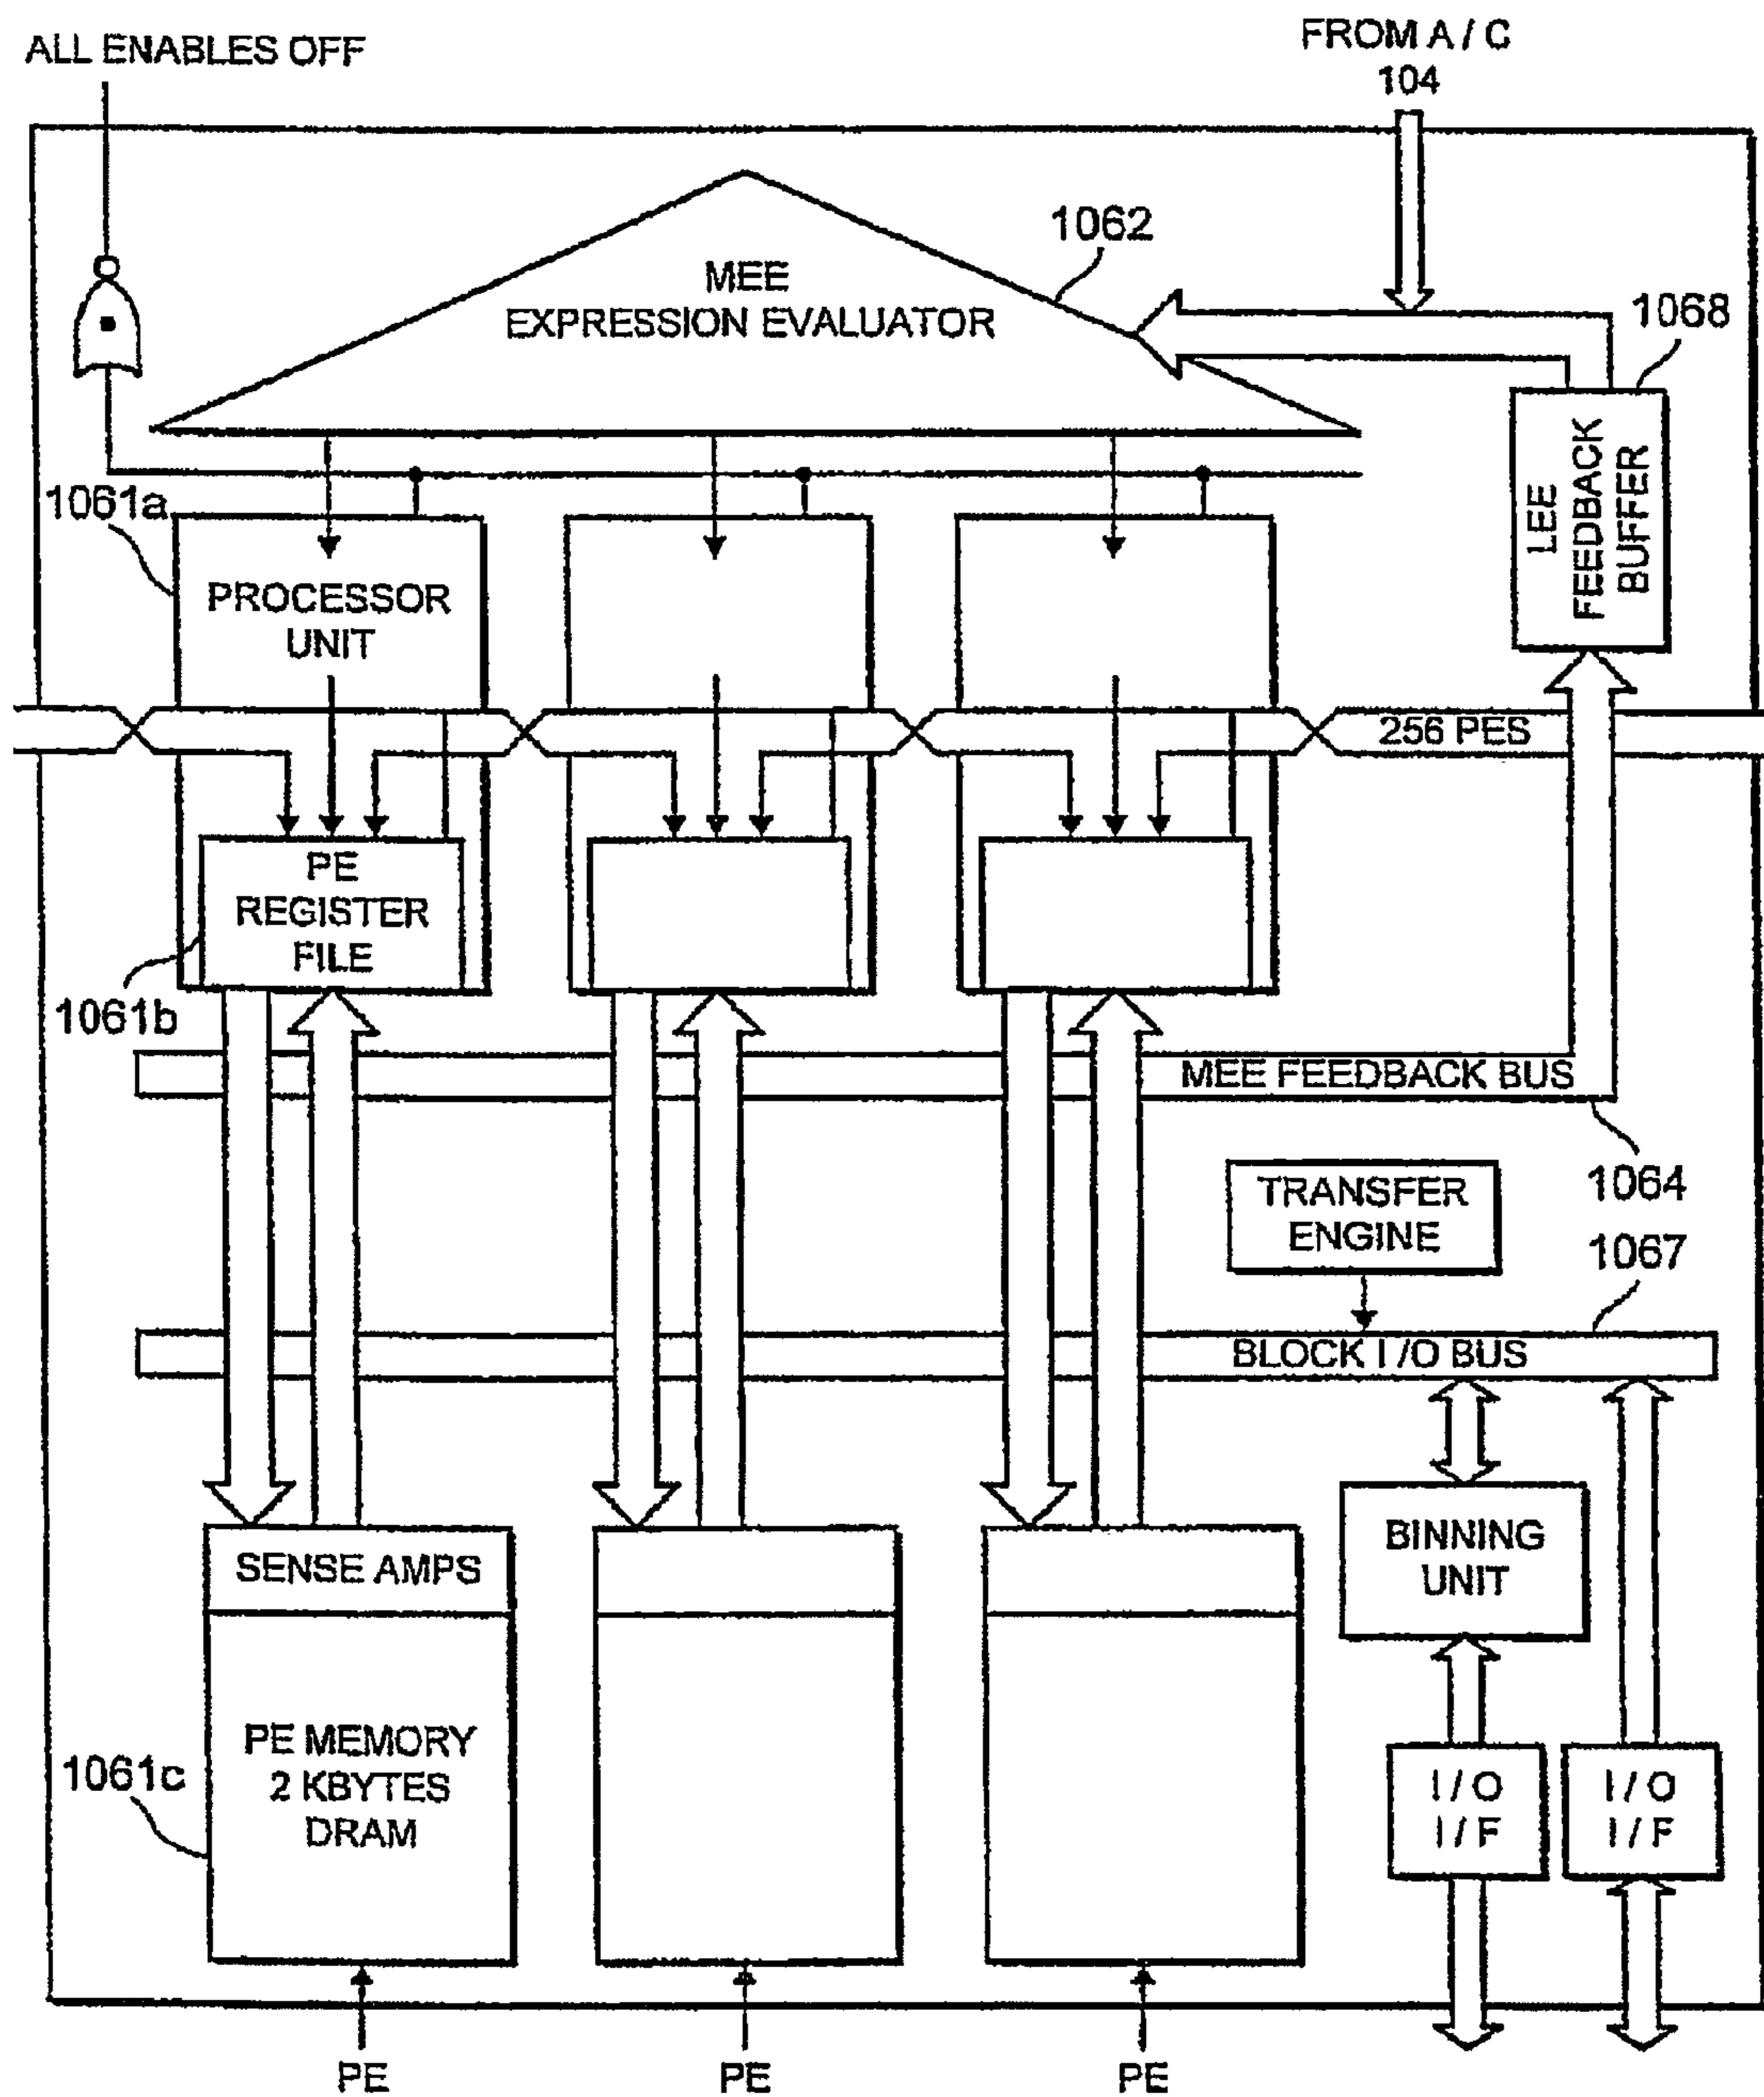 ALL ENABLES OFF
FROM A / C
104
1062
MEE
EXPRESSION EVALUATOR
1068
LEE
FEEDBACK
BUFFER
1061a
PROCESSOR
UNIT
256 PES
PE
REGISTER
FILE
1061b
MEE FEEDBACK BUS
1064
TRANSFER
ENGINE
1067
BLOCK I / O BUS
SENSE AMPS
BINNING
UNIT
PE MEMORY
2 KBYTES
DRAM
1061c
I / O
I / F
I / O
I / F
PE
PE
PE